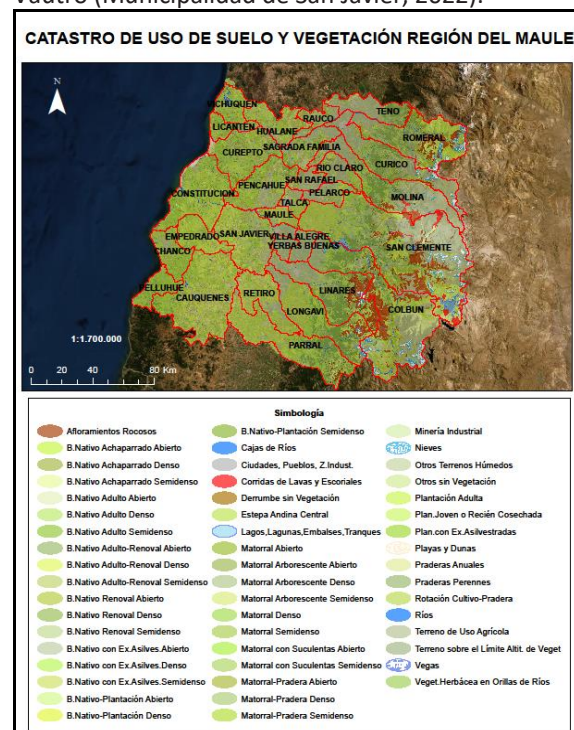 Vadtro (Municipalidad de San Javier, 2022).
CATASTRO DE USO DE SUELO Y VEGETACIÓN REGIÓN DEL MAULE
N
VICHUQUEN
TENO
RAUCO
LICANTEN
HUALANE
ROMERAL
SAGRADA FAMILIA
CUREPTO
CURICO
RIO CLARO
SAN RAFAEL
PENCAHUE
PELARCO
CONSTITUCION
MOLINA
TALCA
MAULE
EMPEDRADO
SAN JAVIER
VILLA ALEGRE
YERBAS BUENAS
SAN CLEMENTE
CHANCO
PELLUHUE
CAUQUENES
RETIRO
LINARES
COLBUN
LONGAVI
PARRAL
1:1.700.000
0 20 40 80 Km
Simbología
Afloramientos Rocosos
B.Nativo Achaparrado Abierto
B.Nativo Achaparrado Denso
B.Nativo Achaparrado Semidenso
B.Nativo Adulto Abierto
B.Nativo Adulto Denso
B.Nativo Adulto Semidenso
B.Nativo Adulto-Renoval Abierto
B.Nativo Adulto-Renoval Denso
B.Nativo Adulto-Renoval Semidenso
B.Nativo Renoval Abierto
B.Nativo Renoval Denso
B.Nativo Renoval Semidenso
B.Nativo con Ex.Asilves.Abierto
B.Nativo con Ex.Asilves.Denso
B.Nativo con Ex.Asilves.Semidenso
B.Nativo-Plantación Abierto
B.Nativo-Plantación Denso
B.Nativo-Plantación Semidenso
Cajas de Ríos
Ciudades, Pueblos, Z.Indust.
Corridas de Lavas y Escoriales
Derrumbe sin Vegetación
Estepa Andina Central
Lagos,Lagunas,Embalses,Tranques
Matorral Abierto
Matorral Arborescente Abierto
Matorral Arborescente Denso
Matorral Arborescente Semidenso
Matorral Denso
Matorral Semidenso
Matorral con Suculentas Abierto
Matorral con Suculentas Semidenso
Matorral-Pradera Abierto
Matorral-Pradera Denso
Matorral-Pradera Semidenso
Minería Industrial
Nieves
Otros Terrenos Húmedos
Otros sin Vegetación
Plantación Adulta
Plan.Joven o Recién Cosechada
Plan.con Ex.Asilvestradas
Playas y Dunas
Praderas Anuales
Praderas Perennes
Rotación Cultivo-Pradera
Ríos
Terreno de Uso Agrícola
Terreno sobre el Límite Altit. de Veget
Vegas
Veget.Herbácea en Orillas de Ríos